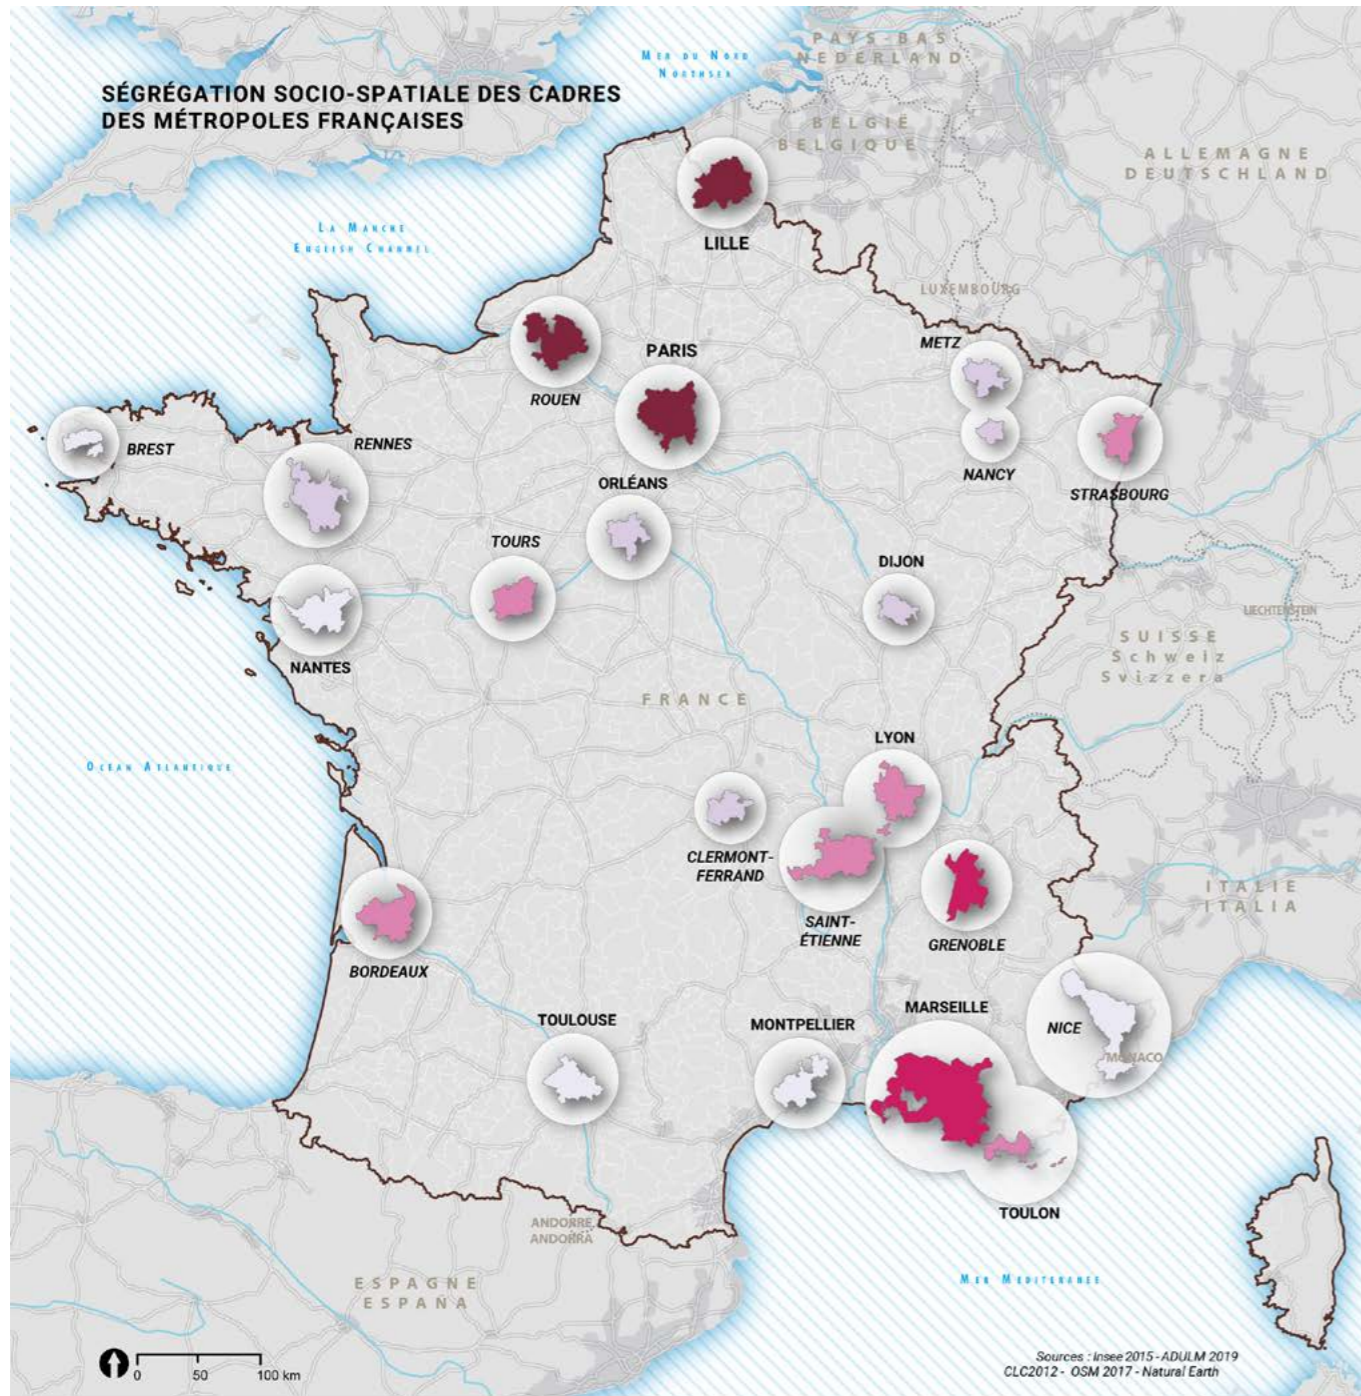 PAYS-BAS
NEDERLAND
MER DU NORD
NORTHSEA
SÉGRÉGATION SOCIO-SPATIALE DES CADRES
DES MÉTROPOLES FRANÇAISES
BELGIË
BELGIQUE
ALLEMAGNE
DEUTSCHLAND
LA MANCHE
ENGLISH CHANNEL
LILLE
LUXEMBOURG
METZ
PARIS
ROUEN
BREST
RENNES
NANCY
STRASBOURG
ORLÉANS
TOURS
DIJON
LIECHTENSTEIN
SUISSE
Schweiz
Svizzera
NANTES
FRANCE
LYON
OCÉAN ATLANTIQUE
CLERMONT-
FERRAND
ITALIE
ITALIA
SAINT-
ÉTIENNE
GRENOBLE
BORDEAUX
MARSEILLE
TOULOUSE
MONTPELLIER
NICE
MONACO
TOULON
ANDORRE
ANDORRA
ESPAGNE
ESPAÑA
MER MEDITERANÉE
0 50 100 km
Sources : Insee 2015 - ADULM 2019
CLC2012 - OSM 2017 - Natural Earth